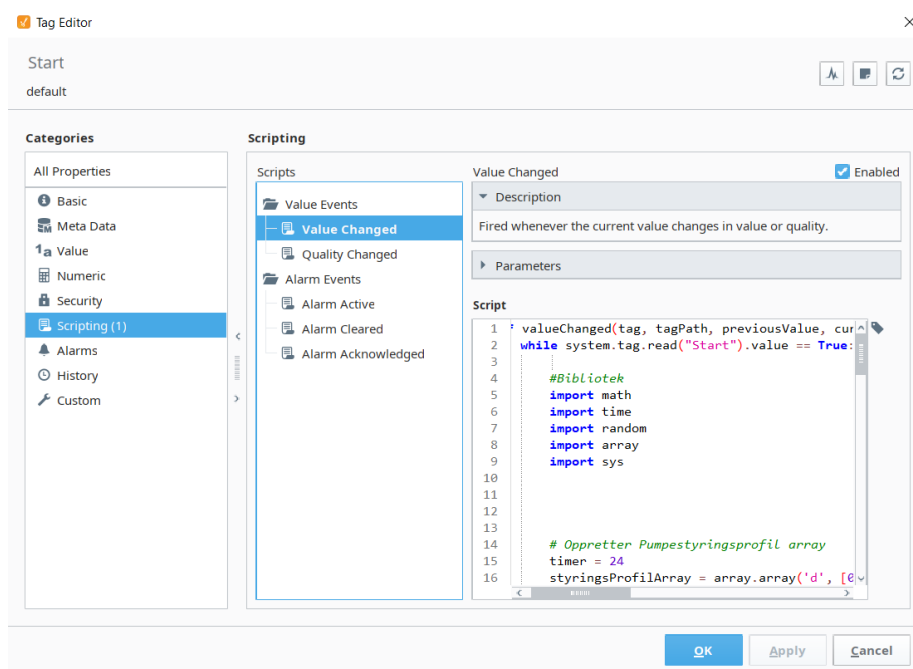 Tag Editor
Start
default
Categories
Scripting
All Properties
Basic
Meta Data
Value
Numeric
Security
Scripting (1)
Alarms
History
Custom
Scripts
Value Events
Value Changed
Quality Changed
Alarm Events
Alarm Active
Alarm Cleared
Alarm Acknowledged
Value Changed
Enabled
Description
Fired whenever the current value changes in value or quality.
Parameters
Script
1 valueChanged(tag, tagPath, previousValue, cur
2 while system.tag.read("Start").value == True:
3
4 #Bibliotek
5 import math
6 import time
7 import random
8 import array
9 import sys
10
11
12
13
14 # Oppretter Pumpestyringsprofil array
15 timer = 24
16 styringsProfilArray = array.array('d', [0
OK
Apply
Cancel